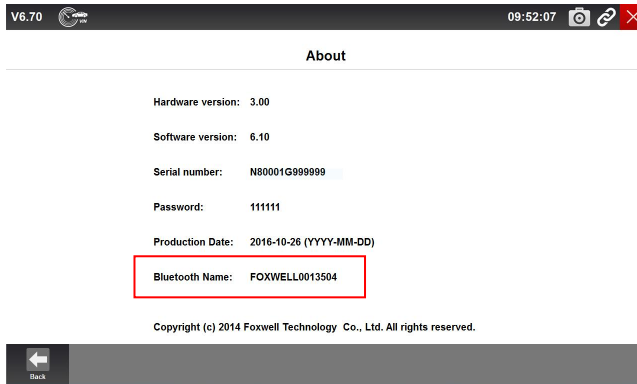 V6.70 VIN 09:52:07
About
Hardware version: 3.00
Software version: 6.10
Serial number: N80001G999999
Password: 111111
Production Date: 2016-10-26 (YYYY-MM-DD)
Bluetooth Name: FOXWELL0013504
Copyright (c) 2014 Foxwell Technology Co., Ltd. All rights reserved.
Back